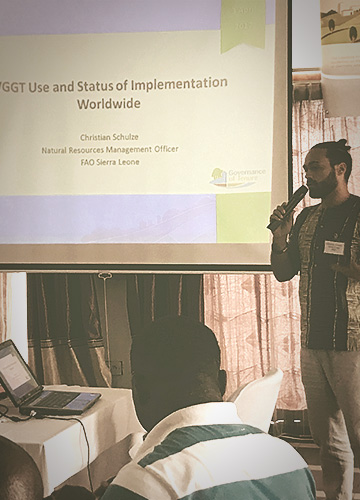 VGGT Use and Status of Implementation
Worldwide
Christian Schulze
Natural Resources Management Officer
FAO Sierra Leone
Governance
of Tenure